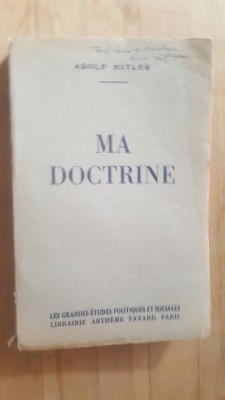 ADOLF HITLER
MA
DOCTRINE
LES GRANDES ÉTUDES POLITIQUES ET SOCIALES
LIBRAIRIE ARTHÈME FAYARD, PARIS